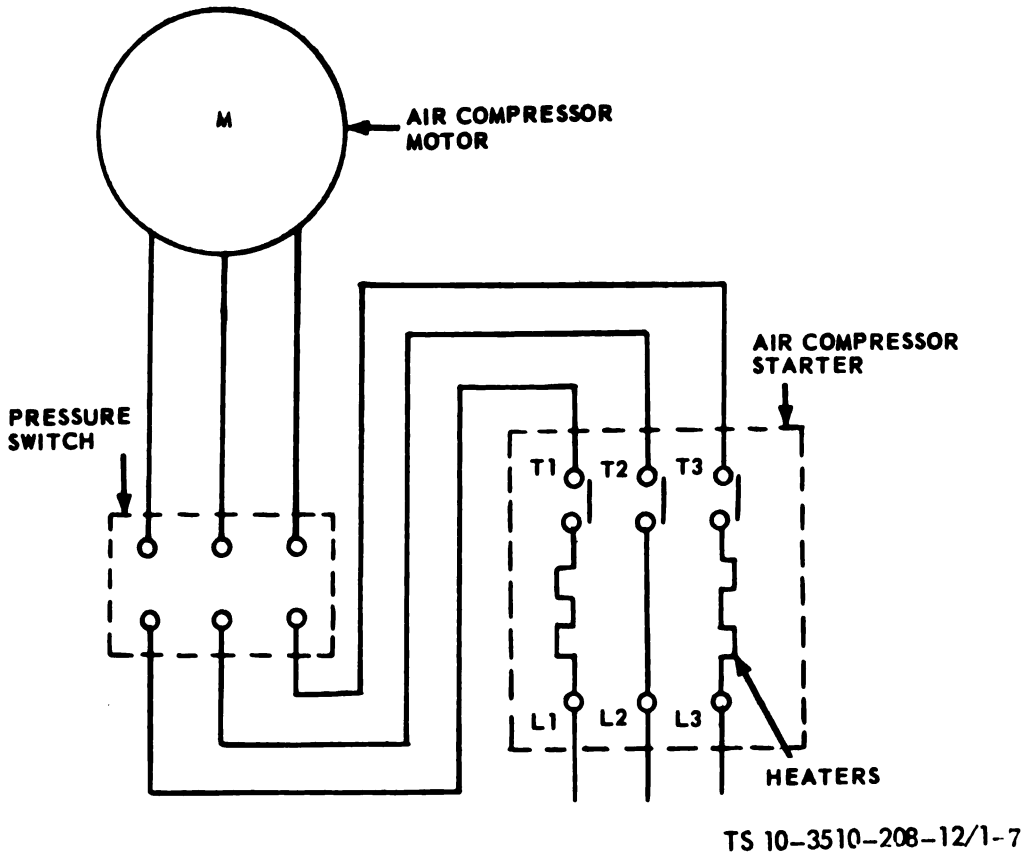 M
AIR COMPRESSOR
MOTOR
AIR COMPRESSOR
STARTER
PRESSURE
SWITCH
T1 T2 T3
L1 L2 L3
HEATERS
TS 10-3510-208-12/1-7